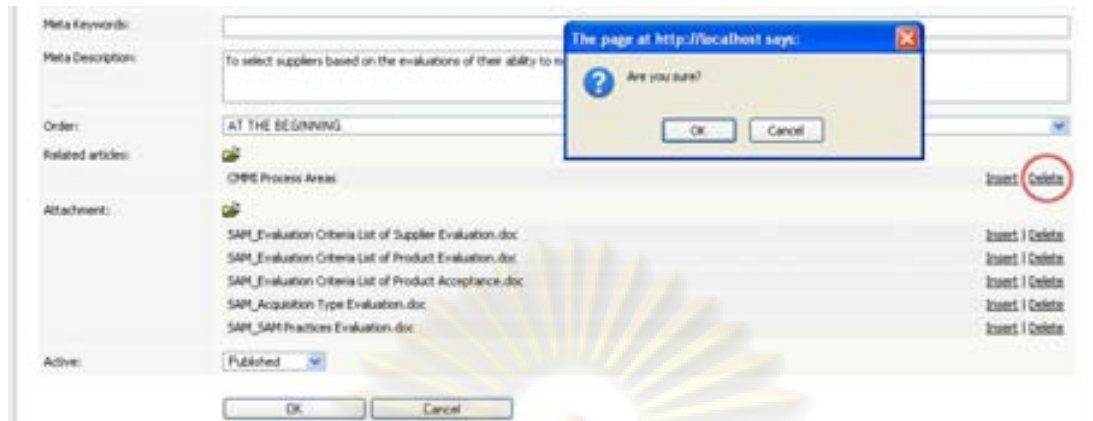 Meta Keywords:
The page at http://localhost says:
Meta Description:
To select suppliers based on the evaluations of their ability to
Are you sure?
OK Cancel
Order:
AT THE BEGINNING
Related articles:
CMMI Process Areas
Insert | Delete
Attachment:
SAM_Evaluation Criteria List of Supplier Evaluation.doc Insert | Delete
SAM_Evaluation Criteria List of Product Evaluation.doc Insert | Delete
SAM_Evaluation Criteria List of Product Acceptance.doc Insert | Delete
SAM_Acquisition Type Evaluation.doc Insert | Delete
SAM_SAM Practices Evaluation.doc Insert | Delete
Active:
Published
OK Cancel